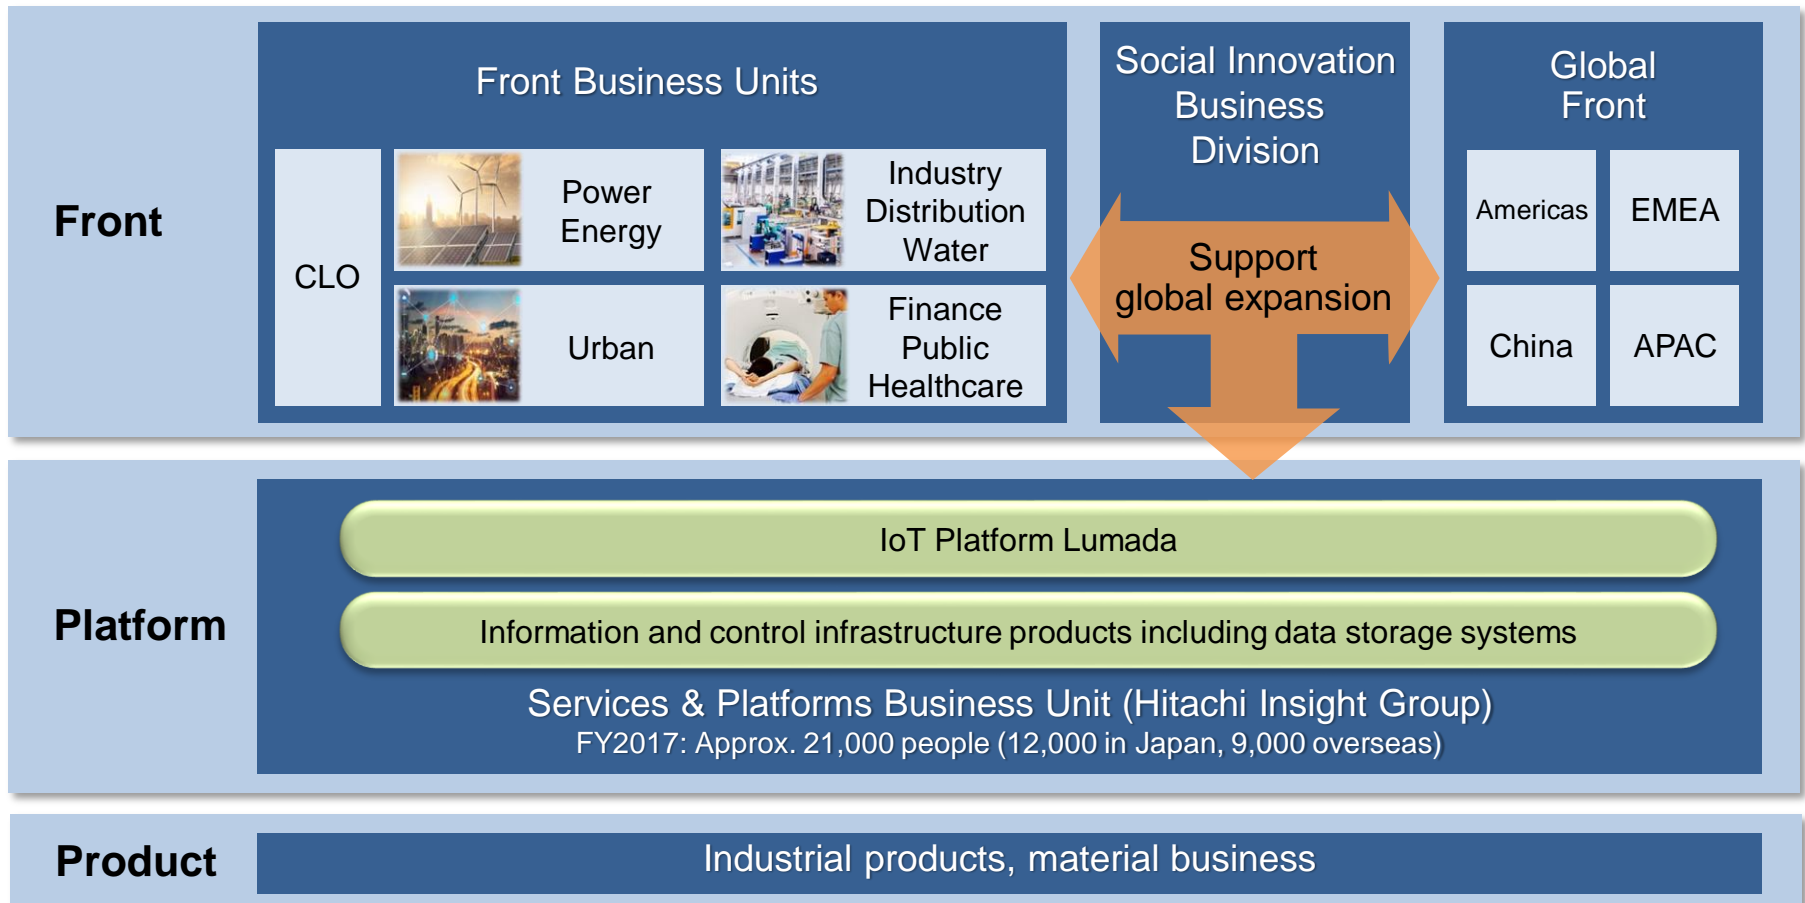 Front
Front Business Units
CLO
Power
Energy
Industry
Distribution
Water
Urban
Finance
Public
Healthcare
Social Innovation
Business
Division
Support
global expansion
Global
Front
Americas
EMEA
China
APAC
Platform
IoT Platform Lumada
Information and control infrastructure products including data storage systems
Services & Platforms Business Unit (Hitachi Insight Group)
FY2017: Approx. 21,000 people (12,000 in Japan, 9,000 overseas)
Product
Industrial products, material business